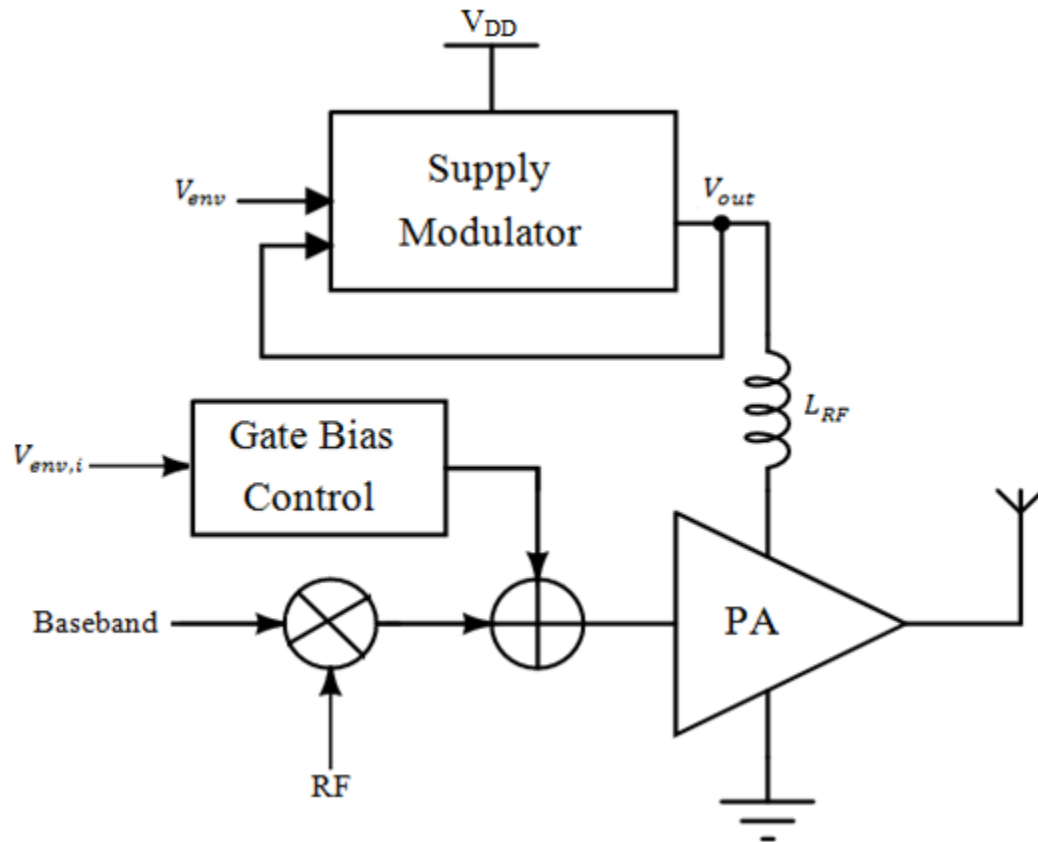 V_DD
Supply
Modulator
V_env
V_out
L_RF
Gate Bias
Control
V_env,i
Baseband
PA
RF